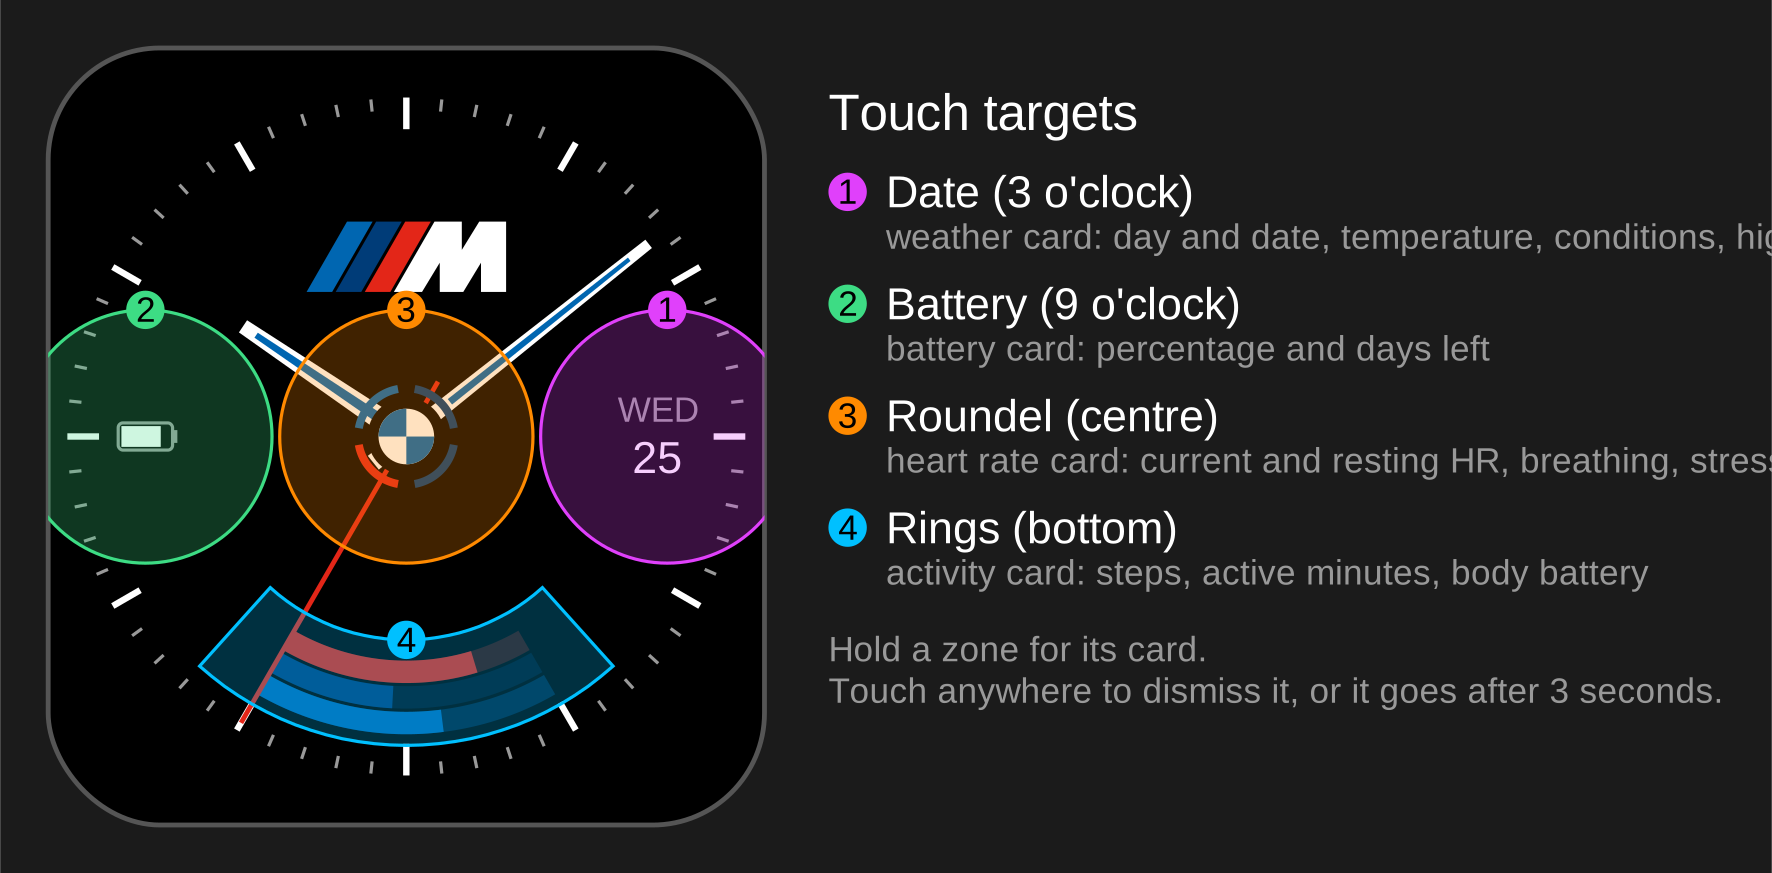 M
2
3
1
WED
25
4
Touch targets
1 Date (3 o'clock)
weather card: day and date, temperature, conditions,
2 Battery (9 o'clock)
battery card: percentage and days left
3 Roundel (centre)
heart rate card: current and resting HR, breathing,
4 Rings (bottom)
activity card: steps, active minutes, body battery
Hold a zone for its card.
Touch anywhere to dismiss it, or it goes after 3 seconds.